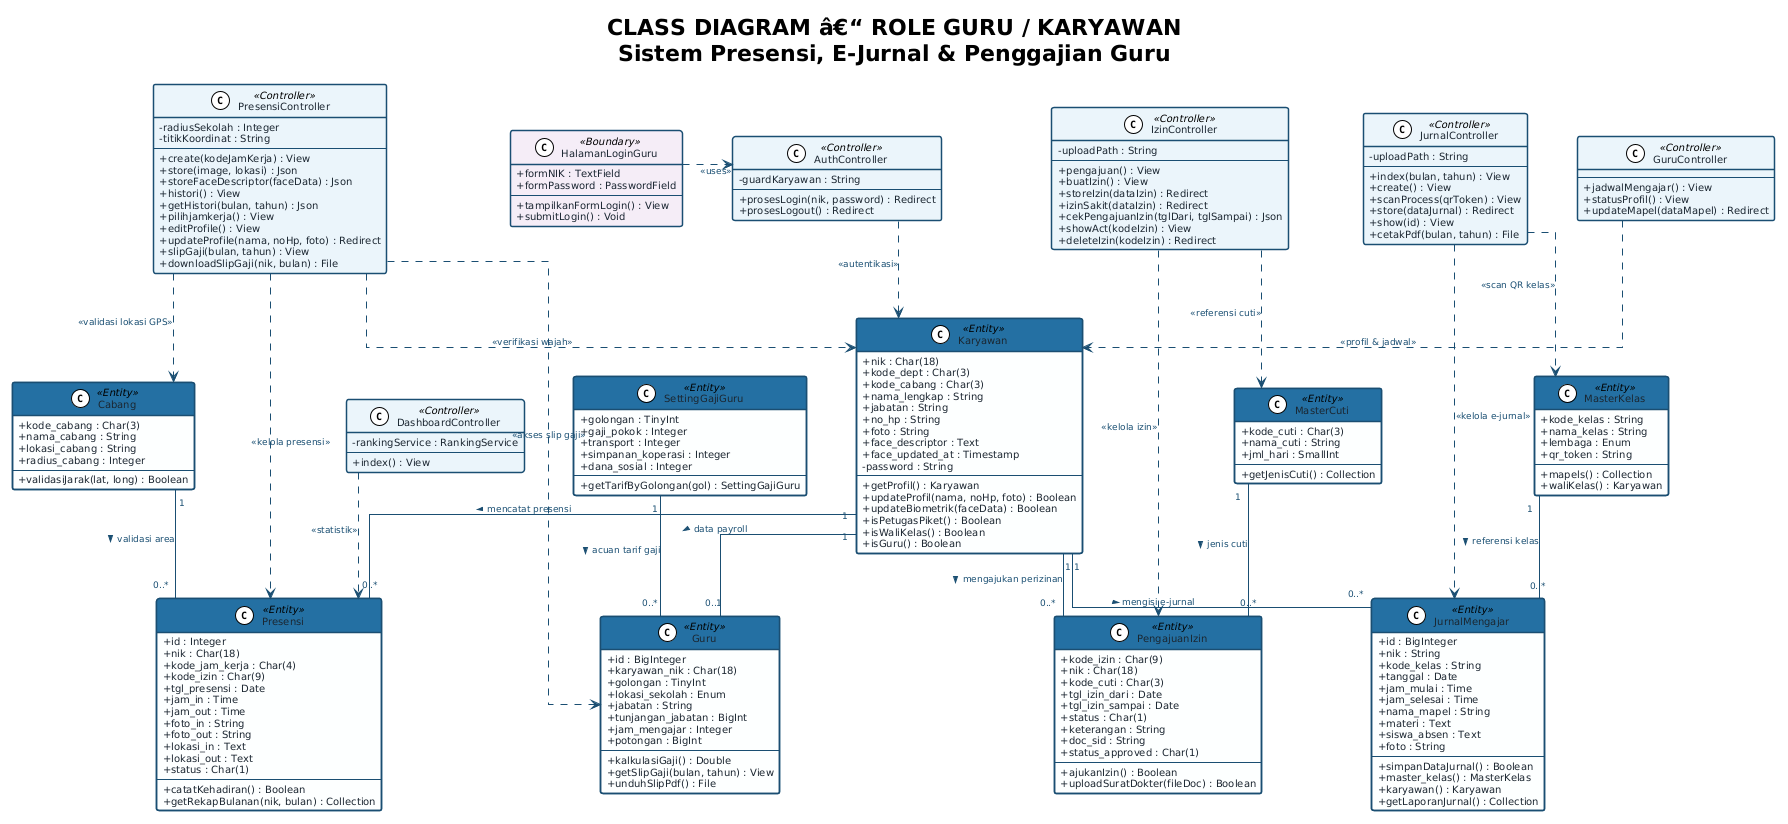 CLASS DIAGRAM â€“ ROLE GURU / KARYAWAN
Sistem Presensi, E-Jurnal & Penggajian Guru
C
«Controller»
PresensiController
-radiusSekolah : Integer
-titikKoordinat : String
+create(kodeJamKerja) : View
+store(image, lokasi) : Json
+storeFaceDescriptor(faceData) : Json
+histori() : View
+getHistori(bulan, tahun) : Json
+pilihjamkerja() : View
+editProfile() : View
+updateProfile(nama, noHp, foto) : Redirect
+slipGaji(bulan, tahun) : View
+downloadSlipGaji(nik, bulan) : File
C
«Boundary»
HalamanLoginGuru
+formNIK : TextField
+formPassword : PasswordField
+tampilkanFormLogin() : View
+submitLogin() : Void
«uses»
C
«Controller»
AuthController
-guardKaryawan : String
+prosesLogin(nik, password) : Redirect
+prosesLogout() : Redirect
C
«Controller»
IzinController
-uploadPath : String
+pengajuan() : View
+buatIzin() : View
+storeIzin(dataIzin) : Redirect
+izinSakit(dataIzin) : Redirect
+cekPengajuanIzin(tglDari, tglSampai) : Json
+showAct(kodeIzin) : View
+deleteIzin(kodeIzin) : Redirect
C
«Controller»
JurnalController
-uploadPath : String
+index(bulan, tahun) : View
+create() : View
+scanProcess(qrToken) : View
+store(dataJurnal) : Redirect
+show(id) : View
+cetakPdf(bulan, tahun) : File
C
«Controller»
GuruController
+jadwalMengajar() : View
+statusProfil() : View
+updateMapel(dataMapel) : Redirect
«autentikasi»
«scan QR kelas»
«referensi cuti»
«validasi lokasi GPS»
«verifikasi wajah»
«profil & jadwal»
C
«Entity»
Cabang
+kode_cabang : Char(3)
+nama_cabang : String
+lokasi_cabang : String
+radius_cabang : Integer
+validasiJarak(lat, long) : Boolean
«kelola presensi»
C
«Controller»
DashboardController
-rankingService : RankingService
+index() : View
«akses slip gaji»
C
«Entity»
SettingGajiGuru
+golongan : TinyInt
+gaji_pokok : Integer
+transport : Integer
+simpanan_koperasi : Integer
+dana_sosial : Integer
+getTarifByGolongan(gol) : SettingGajiGuru
C
«Entity»
Karyawan
+nik : Char(18)
+kode_dept : Char(3)
+kode_cabang : Char(3)
+nama_lengkap : String
+jabatan : String
+no_hp : String
+foto : String
+face_descriptor : Text
+face_updated_at : Timestamp
-password : String
+getProfil() : Karyawan
+updateProfil(nama, noHp, foto) : Boolean
+updateBiometrik(faceData) : Boolean
+isPetugasPiket() : Boolean
+isWaliKelas() : Boolean
+isGuru() : Boolean
«kelola izin»
C
«Entity»
MasterCuti
+kode_cuti : Char(3)
+nama_cuti : String
+jml_hari : SmallInt
+getJenisCuti() : Collection
«kelola e-jurnal»
C
«Entity»
MasterKelas
+kode_kelas : String
+nama_kelas : String
+lembaga : Enum
+qr_token : String
+mapels() : Collection
+waliKelas() : Karyawan
1
validasi area
0..*
«statistik»
mencatat presensi
1
0..*
1
acuan tarif gaji
0..*
data payroll
1
0..1
1
mengajukan perizinan
0..*
1
mengisi e-jurnal
0..*
1
jenis cuti
0..*
1
referensi kelas
0..*
C
«Entity»
Presensi
+id : Integer
+nik : Char(18)
+kode_jam_kerja : Char(4)
+kode_izin : Char(9)
+tgl_presensi : Date
+jam_in : Time
+jam_out : Time
+foto_in : String
+foto_out : String
+lokasi_in : Text
+lokasi_out : Text
+status : Char(1)
+catatKehadiran() : Boolean
+getRekapBulanan(nik, bulan) : Collection
C
«Entity»
Guru
+id : BigInteger
+karyawan_nik : Char(18)
+golongan : TinyInt
+lokasi_sekolah : Enum
+jabatan : String
+tunjangan_jabatan : BigInt
+jam_mengajar : Integer
+potongan : BigInt
+kalkulasiGaji() : Double
+getSlipGaji(bulan, tahun) : View
+unduhSlipPdf() : File
C
«Entity»
PengajuanIzin
+kode_izin : Char(9)
+nik : Char(18)
+kode_cuti : Char(3)
+tgl_izin_dari : Date
+tgl_izin_sampai : Date
+status : Char(1)
+keterangan : String
+doc_sid : String
+status_approved : Char(1)
+ajukanIzin() : Boolean
+uploadSuratDokter(fileDoc) : Boolean
C
«Entity»
JurnalMengajar
+id : BigInteger
+nik : String
+kode_kelas : String
+tanggal : Date
+jam_mulai : Time
+jam_selesai : Time
+nama_mapel : String
+materi : Text
+siswa_absen : Text
+foto : String
+simpanDataJurnal() : Boolean
+master_kelas() : MasterKelas
+karyawan() : Karyawan
+getLaporanJurnal() : Collection